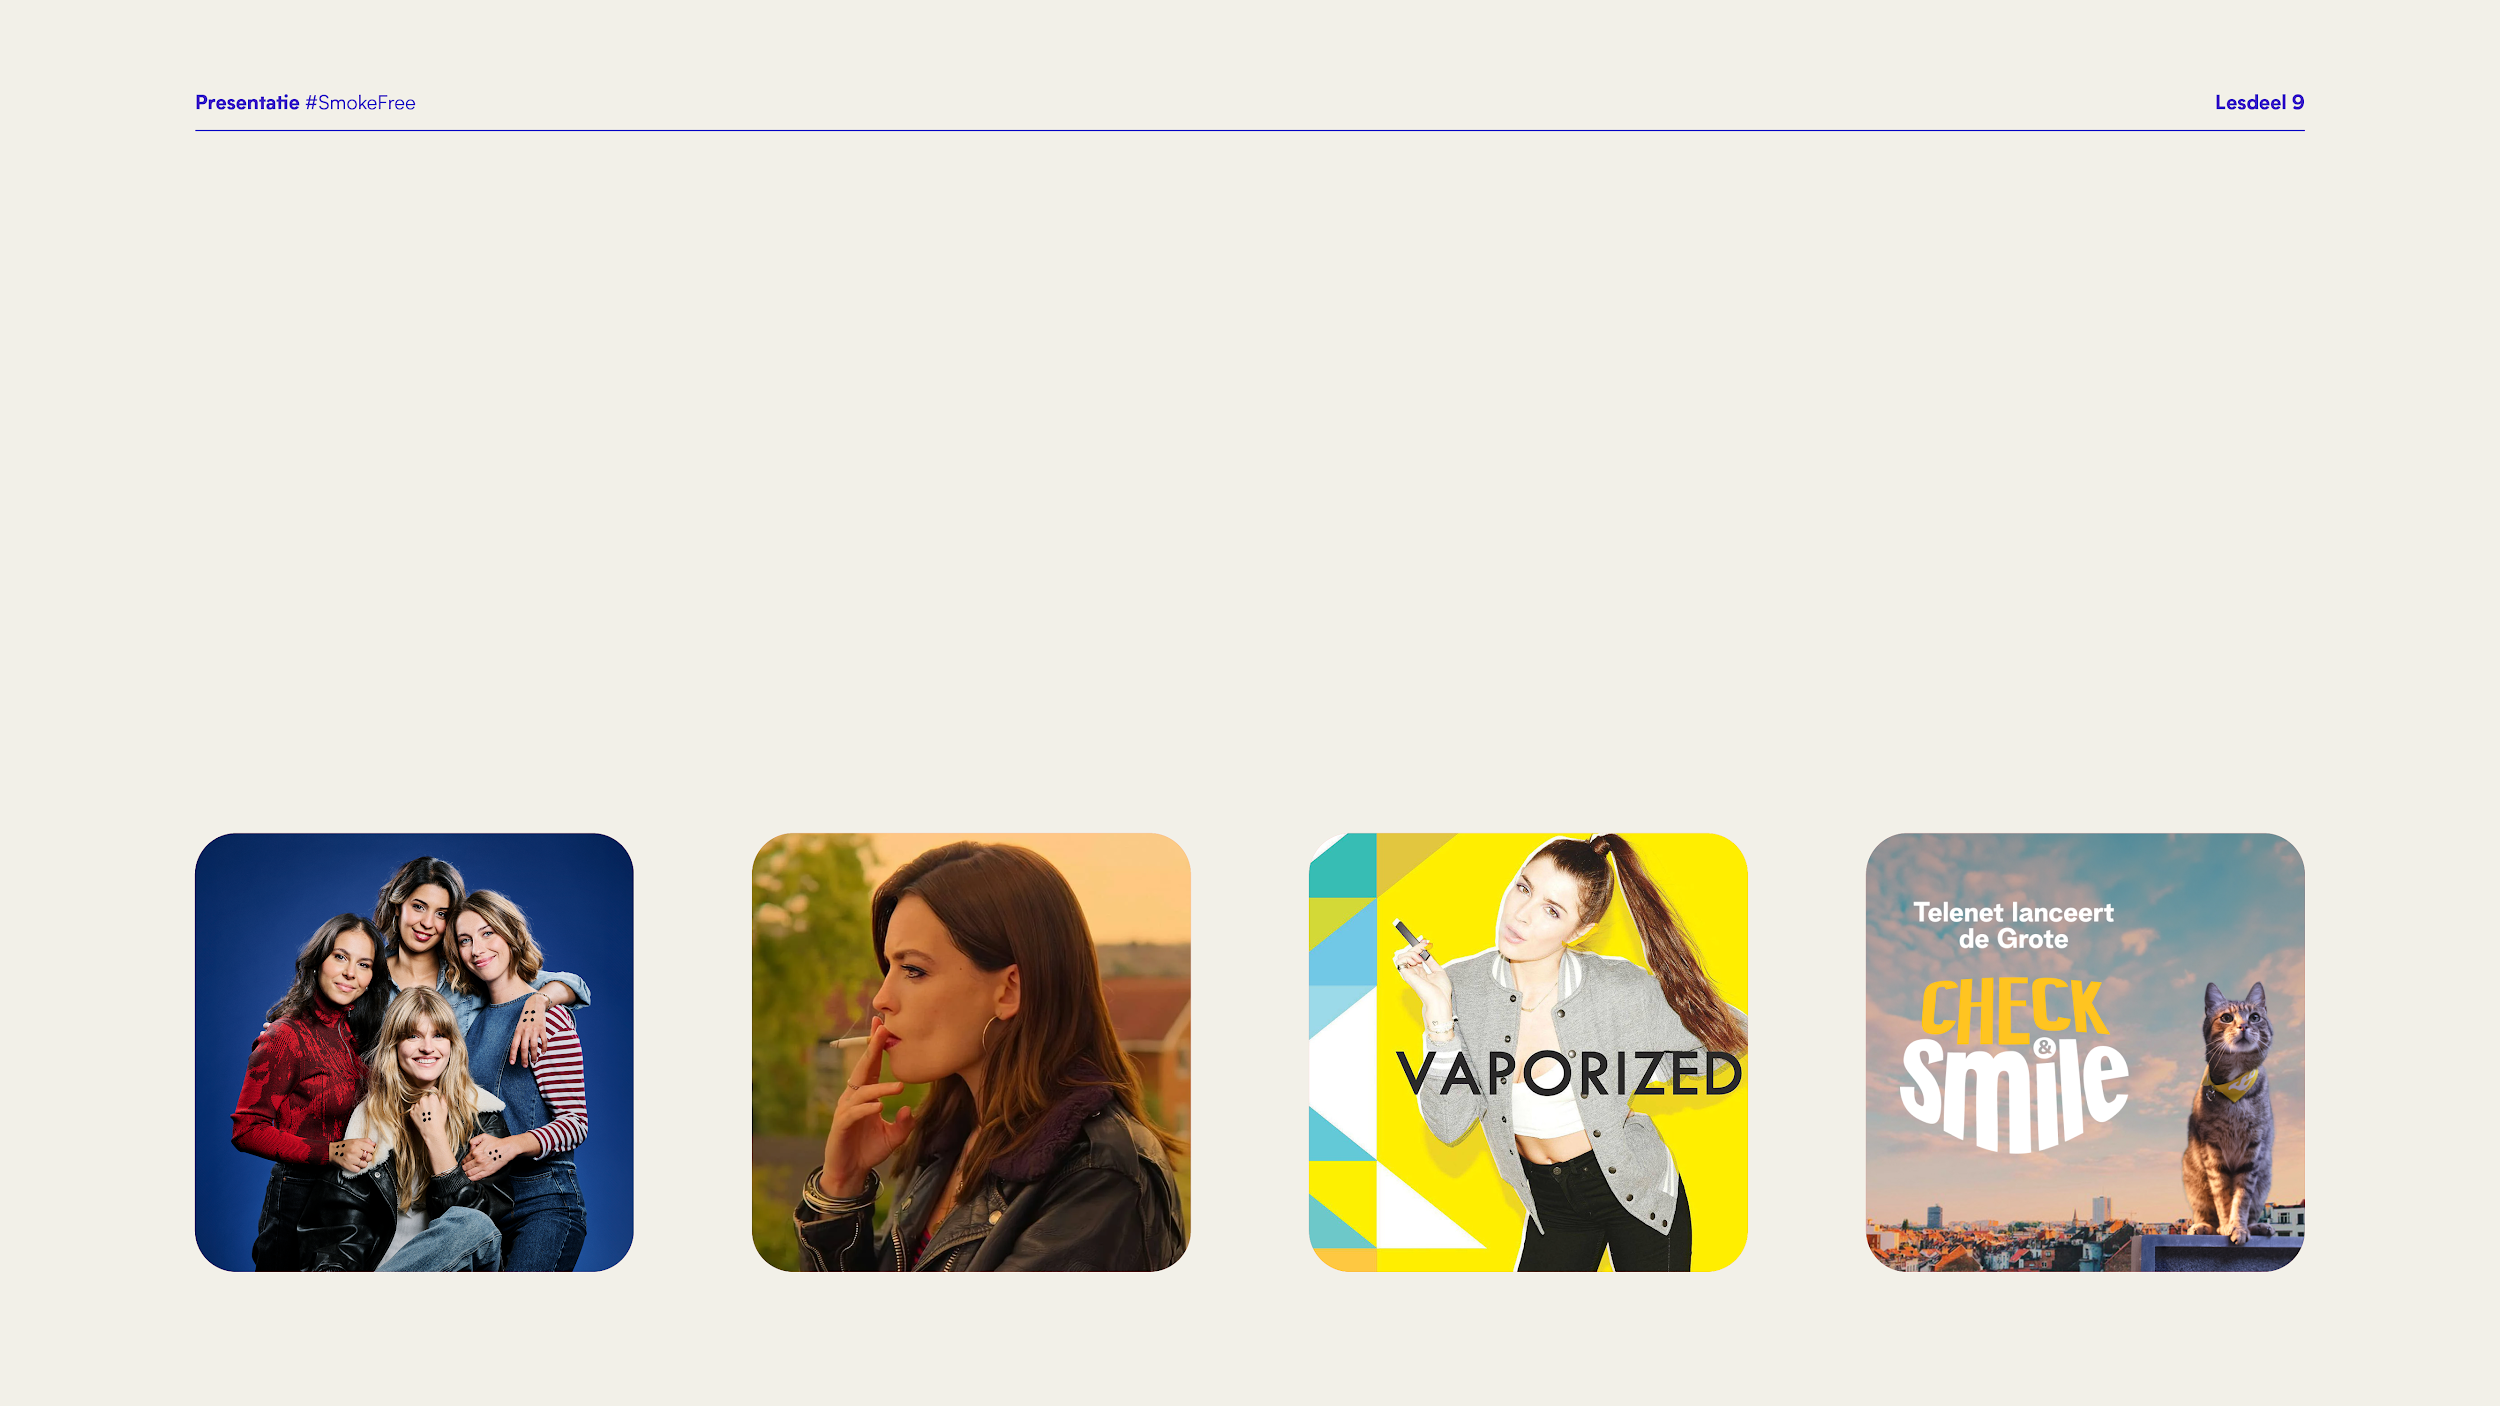 Presentatie #SmokeFree
Lesdeel 9
VAPORIZED
Telenet lanceert
de Grote
CHECK
&
Smile